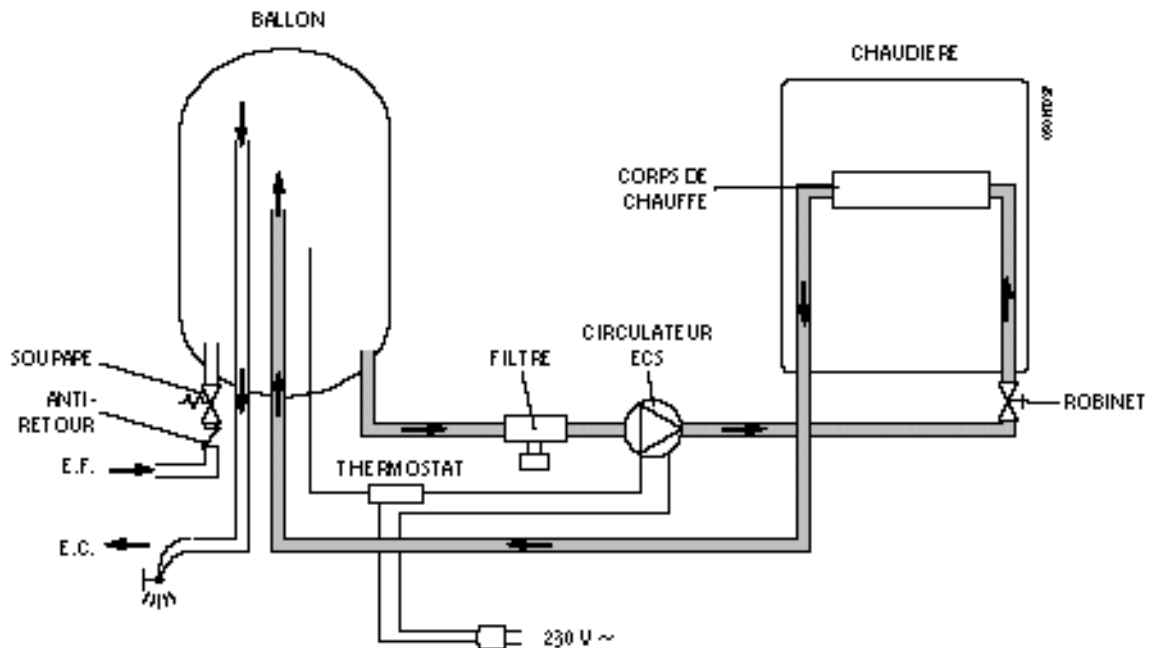 BALLON
CHAUDIERE
CORPS DE
CHAUFFE
CIRCULATEUR
ECS
SOUPAPE
FILTRE
ANTI-
RETOUR
ROBINET
E.F.
THERMOSTAT
E.C.
230 V ~